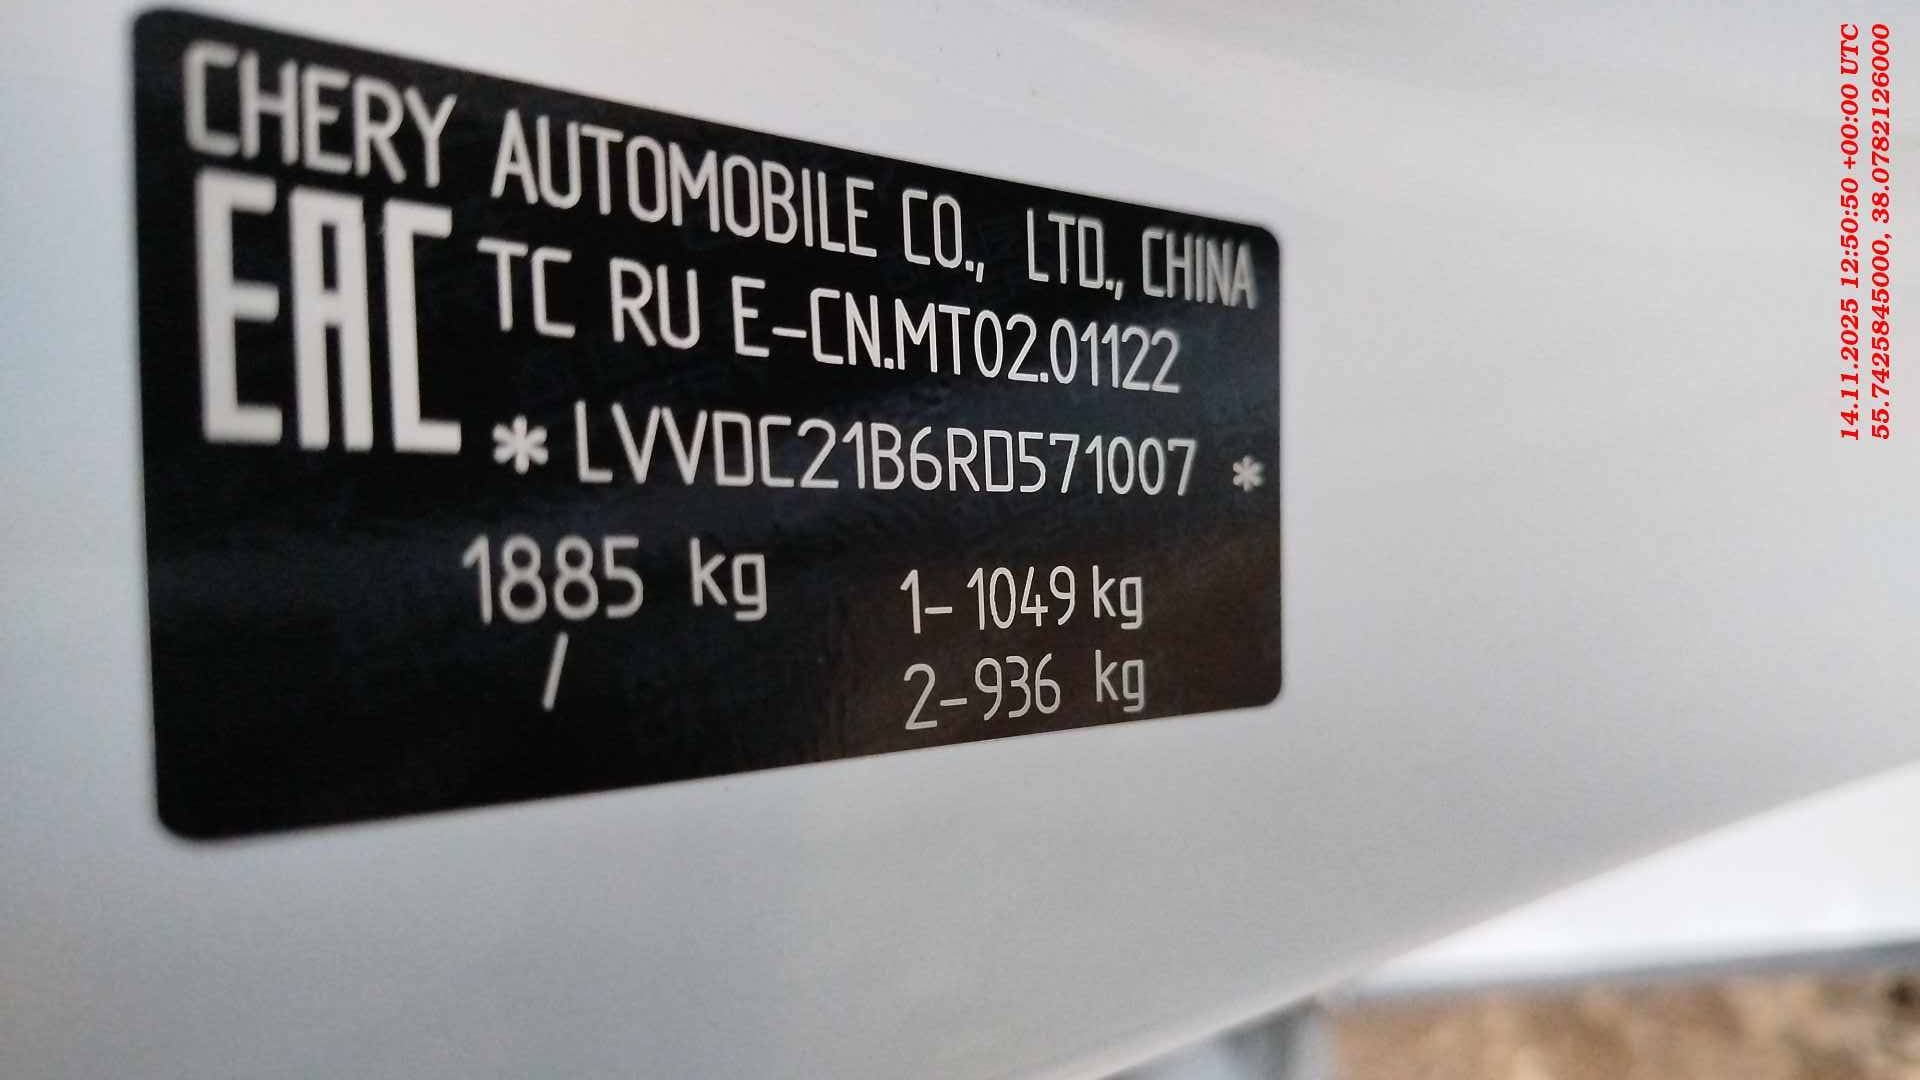 CHERY AUTOMOBILE CO., LTD., CHINA
EAC
TC RU E-CN.MT02.01122
*LVVDC21B6RD571007 *
1885 kg
/
1-1049 kg
2-936 kg
14.11.2025 12:50:50 +00:00 UTC
55.7425845000, 38.0782126000